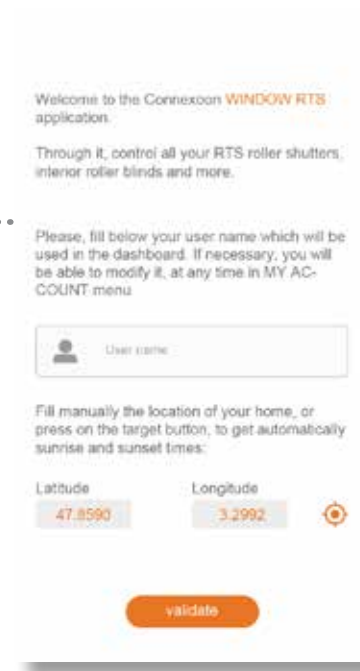 Welcome to the Connexoon WINDOW RTS
application.
Through it, control all your RTS roller shutters,
interior roller blinds and more.
Please, fill below your user name which will be
used in the dashboard. If necessary, you will
be able to modify it, at any time in MY AC-
COUNT menu
User name
Fill manually the location of your home, or
press on the target button, to get automatically
sunrise and sunset times:
Latitude Longitude
47.8590 3.2992
validate